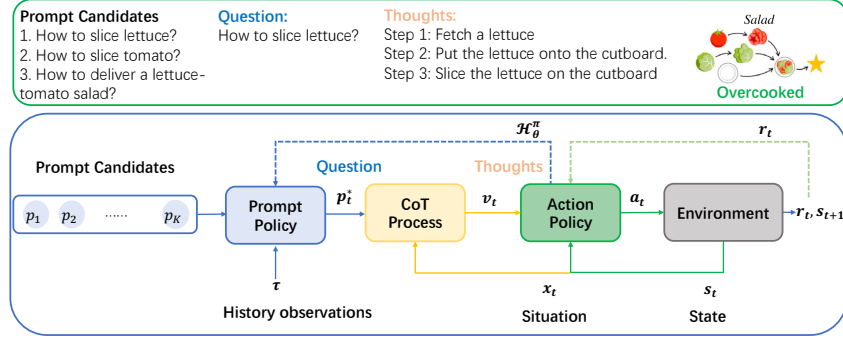 Prompt Candidates
1. How to slice lettuce?
2. How to slice tomato?
3. How to deliver a lettuce-
tomato salad?
Question:
How to slice lettuce?
Thoughts:
Step 1: Fetch a lettuce
Step 2: Put the lettuce onto the cutboard.
Step 3: Slice the lettuce on the cutboard
Salad
Overcooked
𝓗_θ^π
r_t
Prompt Candidates
Question
Thoughts
p_1 p_2 ...... p_K
Prompt
Policy
p_t^*
CoT
Process
v_t
Action
Policy
a_t
Environment
r_t, s_{t+1}
τ
x_t
s_t
History observations
Situation
State